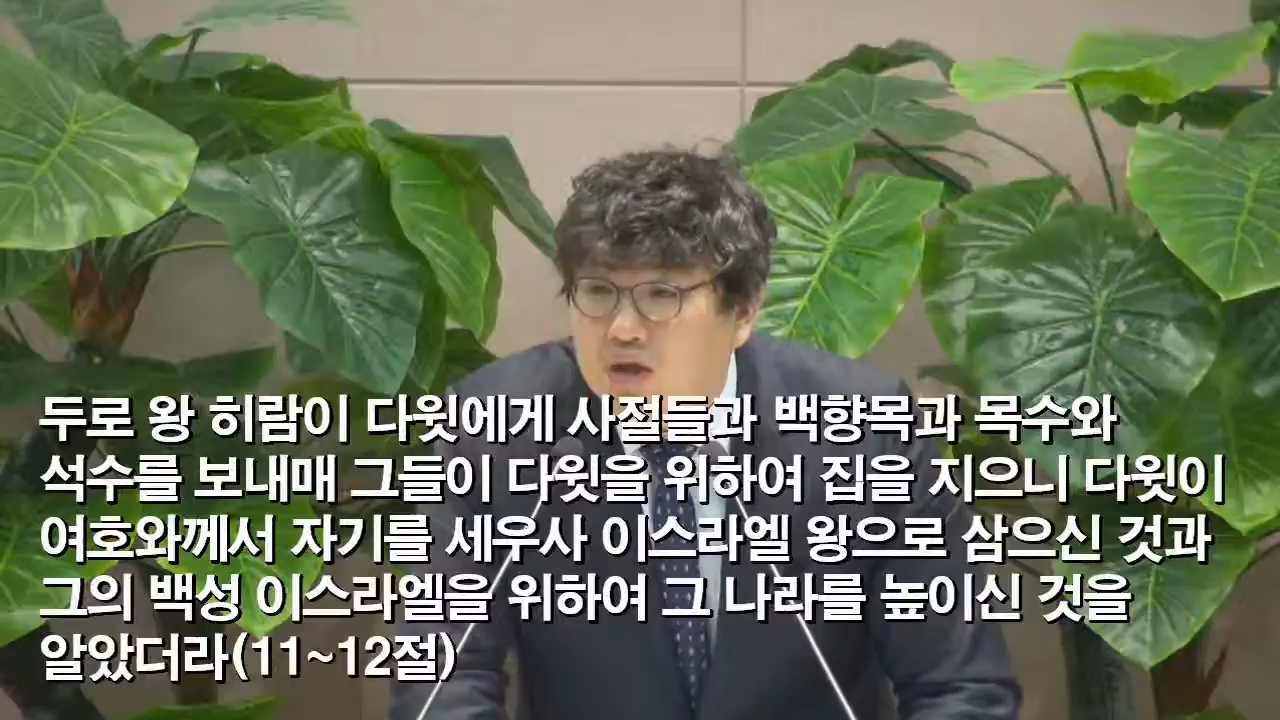 두로 왕 히람이 다윗에게 사절들과 백향목과 목수와
석수를 보내매 그들이 다윗을 위하여 집을 지으니 다윗이
여호와께서 자기를 세우사 이스라엘 왕으로 삼으신 것과
그의 백성 이스라엘을 위하여 그 나라를 높이신 것을
알았더라(11~12절)